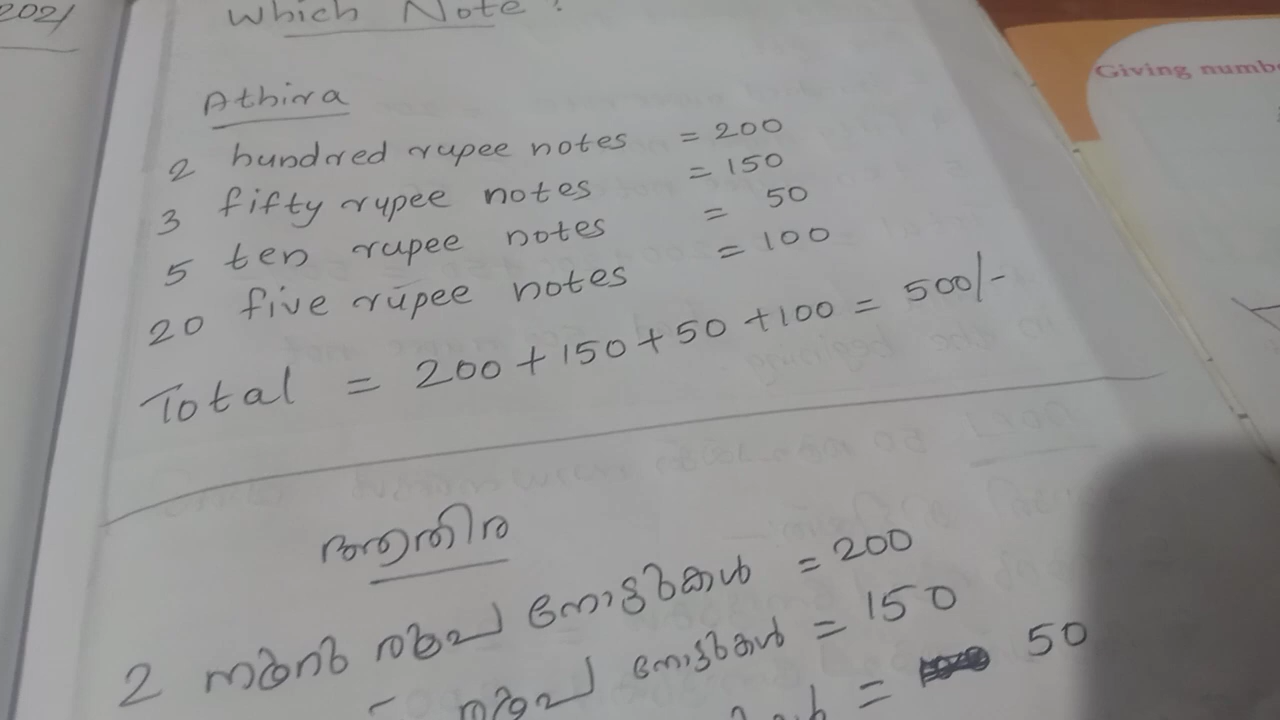 2021
Which Note?
Giving numb
Athira
2 hundred rupee notes = 200
3 fifty rupee notes = 150
5 ten rupee notes = 50
20 five rupee notes = 100
Total = 200 + 150 + 50 + 100 = 500/-
ആതിര
2 നൂറു രൂപ നോട്ടുകൾ = 200
രൂപ നോട്ടുകൾ = 150
= 50